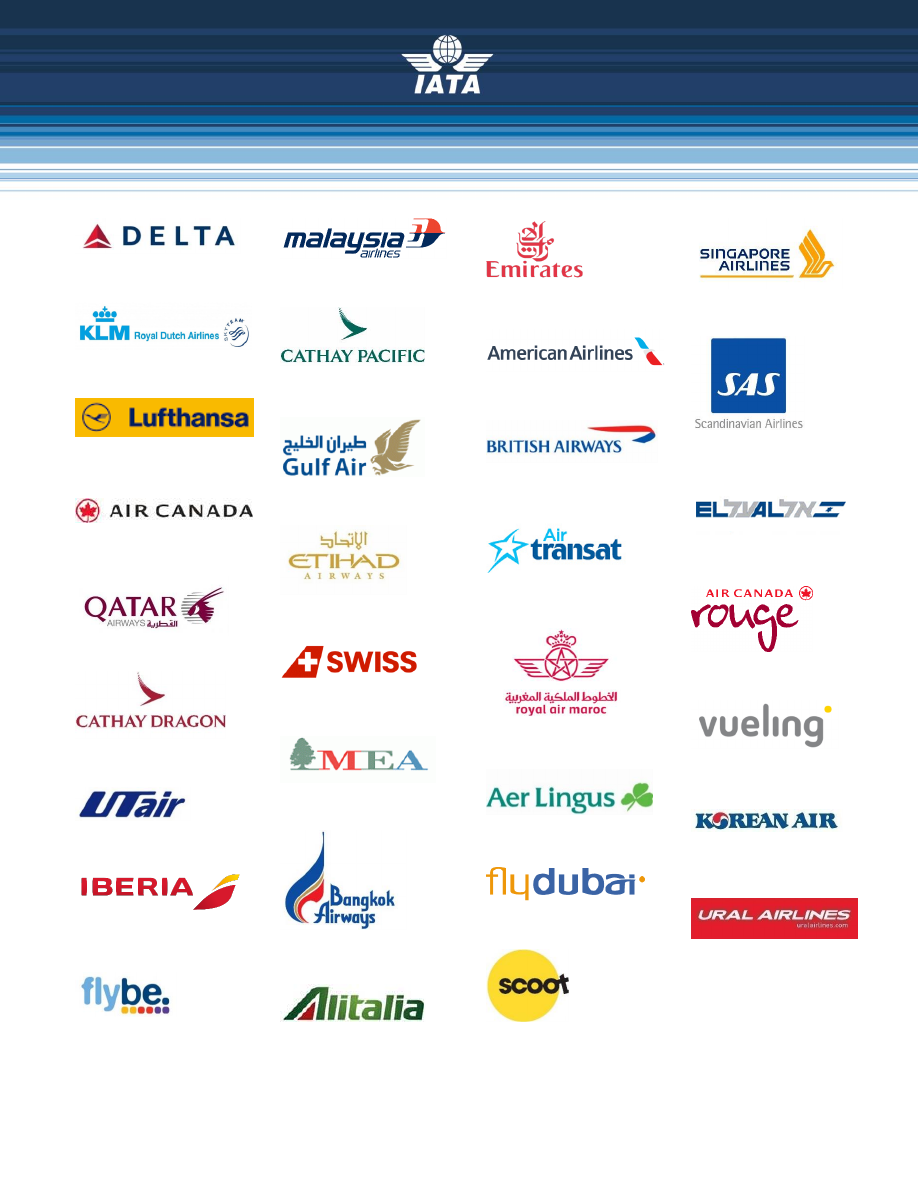 IATA
DELTA
malaysia
airlines
Emirates
SINGAPORE
AIRLINES
KLM Royal Dutch Airlines SKYTEAM
CATHAY PACIFIC
American Airlines
SAS
Scandinavian Airlines
Lufthansa
طيران الخليج
Gulf Air
BRITISH AIRWAYS
AIR CANADA
الإتحاد
ETIHAD
AIRWAYS
Air
transat
EL אל AL על
QATAR
AIRWAYS القطرية
SWISS
الخطوط الملكية المغربية
royal air maroc
AIR CANADA
rouge
CATHAY DRAGON
MEA
Aer Lingus
vueling
UTair
Bangkok
Airways
flydubai
KOREAN AIR
IBERIA
URAL AIRLINES
uralairlines.com
flybe.
Alitalia
scoot